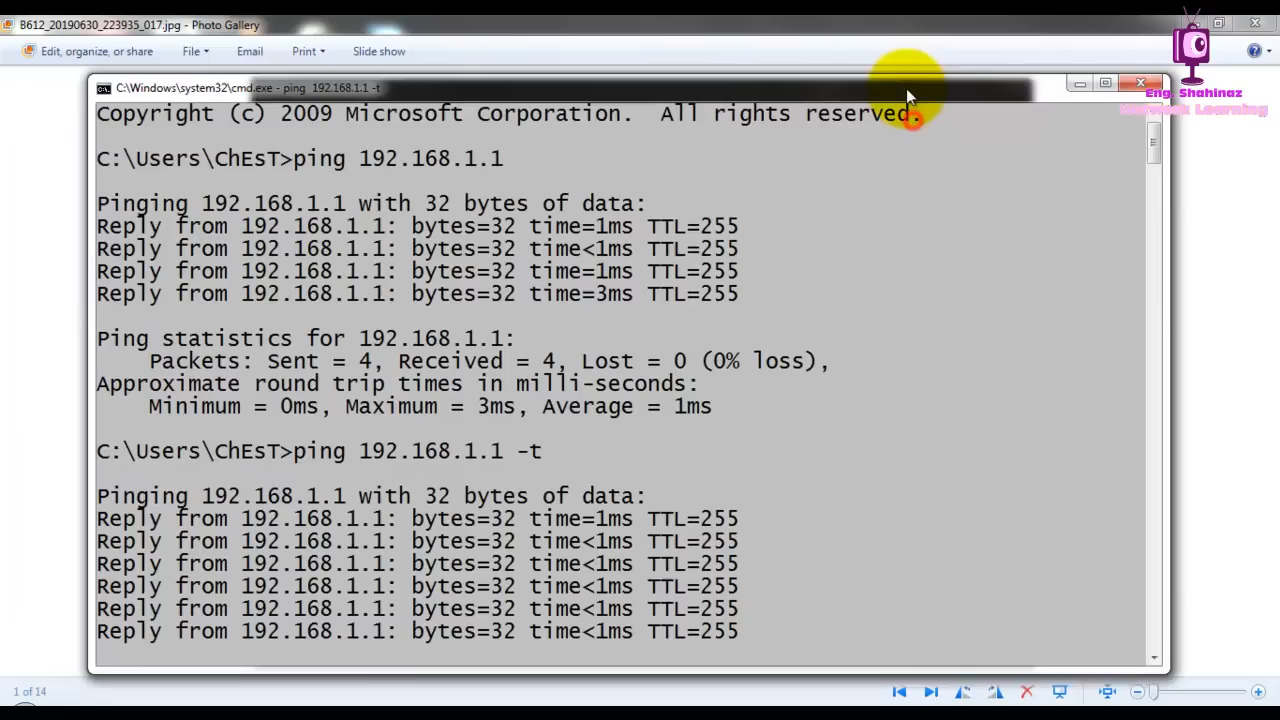 B612_20190630_223935_017.jpg - Photo Gallery
Edit, organize, or share File Email Print Slide show
Eng. Shahinaz
Learning
C:\Windows\system32\cmd.exe - ping 192.168.1.1 -t
Copyright (c) 2009 Microsoft Corporation. All rights reserved.
C:\Users\ChEsT>ping 192.168.1.1
Pinging 192.168.1.1 with 32 bytes of data:
Reply from 192.168.1.1: bytes=32 time=1ms TTL=255
Reply from 192.168.1.1: bytes=32 time<1ms TTL=255
Reply from 192.168.1.1: bytes=32 time=1ms TTL=255
Reply from 192.168.1.1: bytes=32 time=3ms TTL=255
Ping statistics for 192.168.1.1:
Packets: Sent = 4, Received = 4, Lost = 0 (0% loss),
Approximate round trip times in milli-seconds:
Minimum = 0ms, Maximum = 3ms, Average = 1ms
C:\Users\ChEsT>ping 192.168.1.1 -t
Pinging 192.168.1.1 with 32 bytes of data:
Reply from 192.168.1.1: bytes=32 time=1ms TTL=255
Reply from 192.168.1.1: bytes=32 time<1ms TTL=255
Reply from 192.168.1.1: bytes=32 time<1ms TTL=255
Reply from 192.168.1.1: bytes=32 time<1ms TTL=255
Reply from 192.168.1.1: bytes=32 time<1ms TTL=255
Reply from 192.168.1.1: bytes=32 time<1ms TTL=255
1 of 14